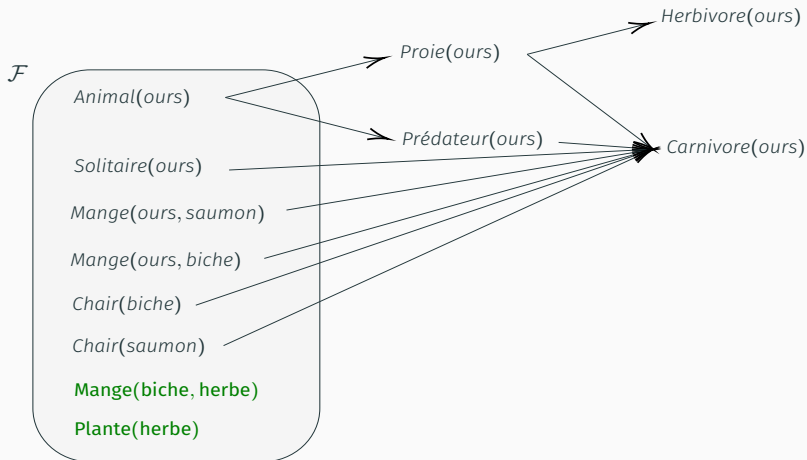 Herbivore(ours)
Proie(ours)
ℱ
Animal(ours)
Prédateur(ours)
Carnivore(ours)
Solitaire(ours)
Mange(ours, saumon)
Mange(ours, biche)
Chair(biche)
Chair(saumon)
Mange(biche, herbe)
Plante(herbe)